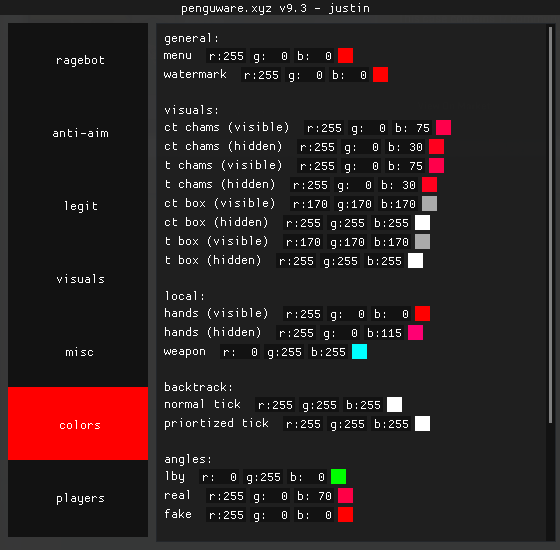 penguware.xyz v9.3 - justin
ragebot
anti-aim
legit
visuals
misc
colors
players
general:
menu r:255 g: 0 b: 0
watermark r:255 g: 0 b: 0
visuals:
ct chams (visible) r:255 g: 0 b: 75
ct chams (hidden) r:255 g: 0 b: 30
t chams (visible) r:255 g: 0 b: 75
t chams (hidden) r:255 g: 0 b: 30
ct box (visible) r:170 g:170 b:170
ct box (hidden) r:255 g:255 b:255
t box (visible) r:170 g:170 b:170
t box (hidden) r:255 g:255 b:255
local:
hands (visible) r:255 g: 0 b: 0
hands (hidden) r:255 g: 0 b:115
weapon r: 0 g:255 b:255
backtrack:
normal tick r:255 g:255 b:255
priortized tick r:255 g:255 b:255
angles:
lby r: 0 g:255 b: 0
real r:255 g: 0 b: 70
fake r:255 g: 0 b: 0